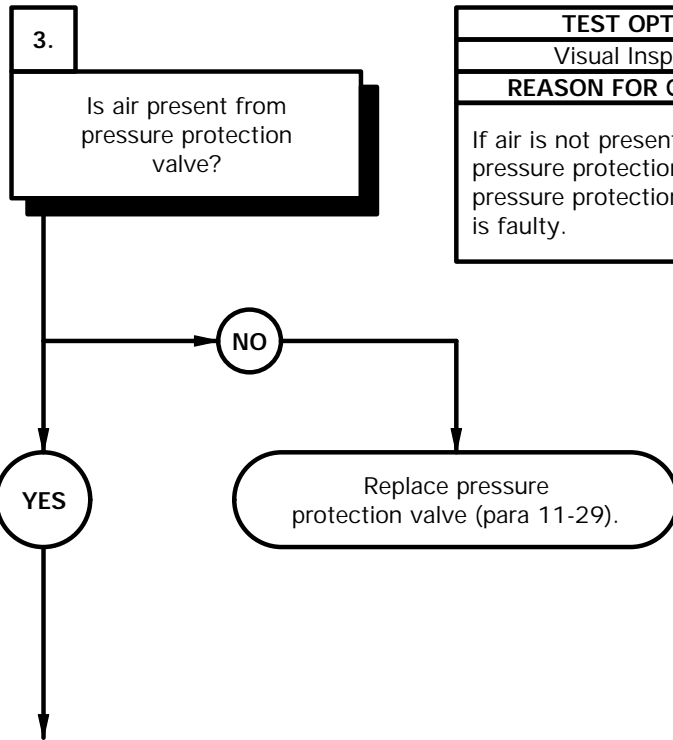 3.
Is air present from
pressure protection
valve?
TEST OPT
Visual Insp
REASON FOR
If air is not present
pressure protection
pressure protection
is faulty.
NO
YES
Replace pressure
protection valve (para 11-29).